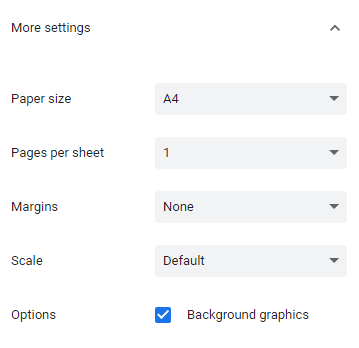 More settings
Paper size A4
Pages per sheet 1
Margins None
Scale Default
Options Background graphics